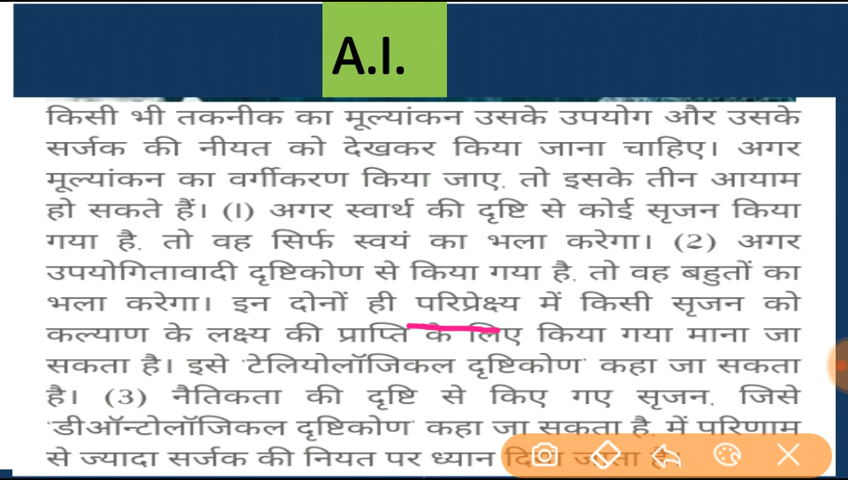 A.I.
किसी भी तकनीक का मूल्यांकन उसके उपयोग और उसके
सर्जक की नीयत को देखकर किया जाना चाहिए। अगर
मूल्यांकन का वर्गीकरण किया जाए, तो इसके तीन आयाम
हो सकते हैं। (1) अगर स्वार्थ की दृष्टि से कोई सृजन किया
गया है, तो वह सिर्फ स्वयं का भला करेगा। (2) अगर
उपयोगितावादी दृष्टिकोण से किया गया है, तो वह बहुतों का
भला करेगा। इन दोनों ही परिप्रेक्ष्य में किसी सृजन को
कल्याण के लक्ष्य की प्राप्ति के लिए किया गया माना जा
सकता है। इसे 'टेलियोलॉजिकल दृष्टिकोण' कहा जा सकता
है। (3) नैतिकता की दृष्टि से किए गए सृजन, जिसे
'डीऑन्टोलॉजिकल दृष्टिकोण' कहा जा सकता है, में परिणाम
से ज्यादा सर्जक की नियत पर ध्यान दिया जाता है।